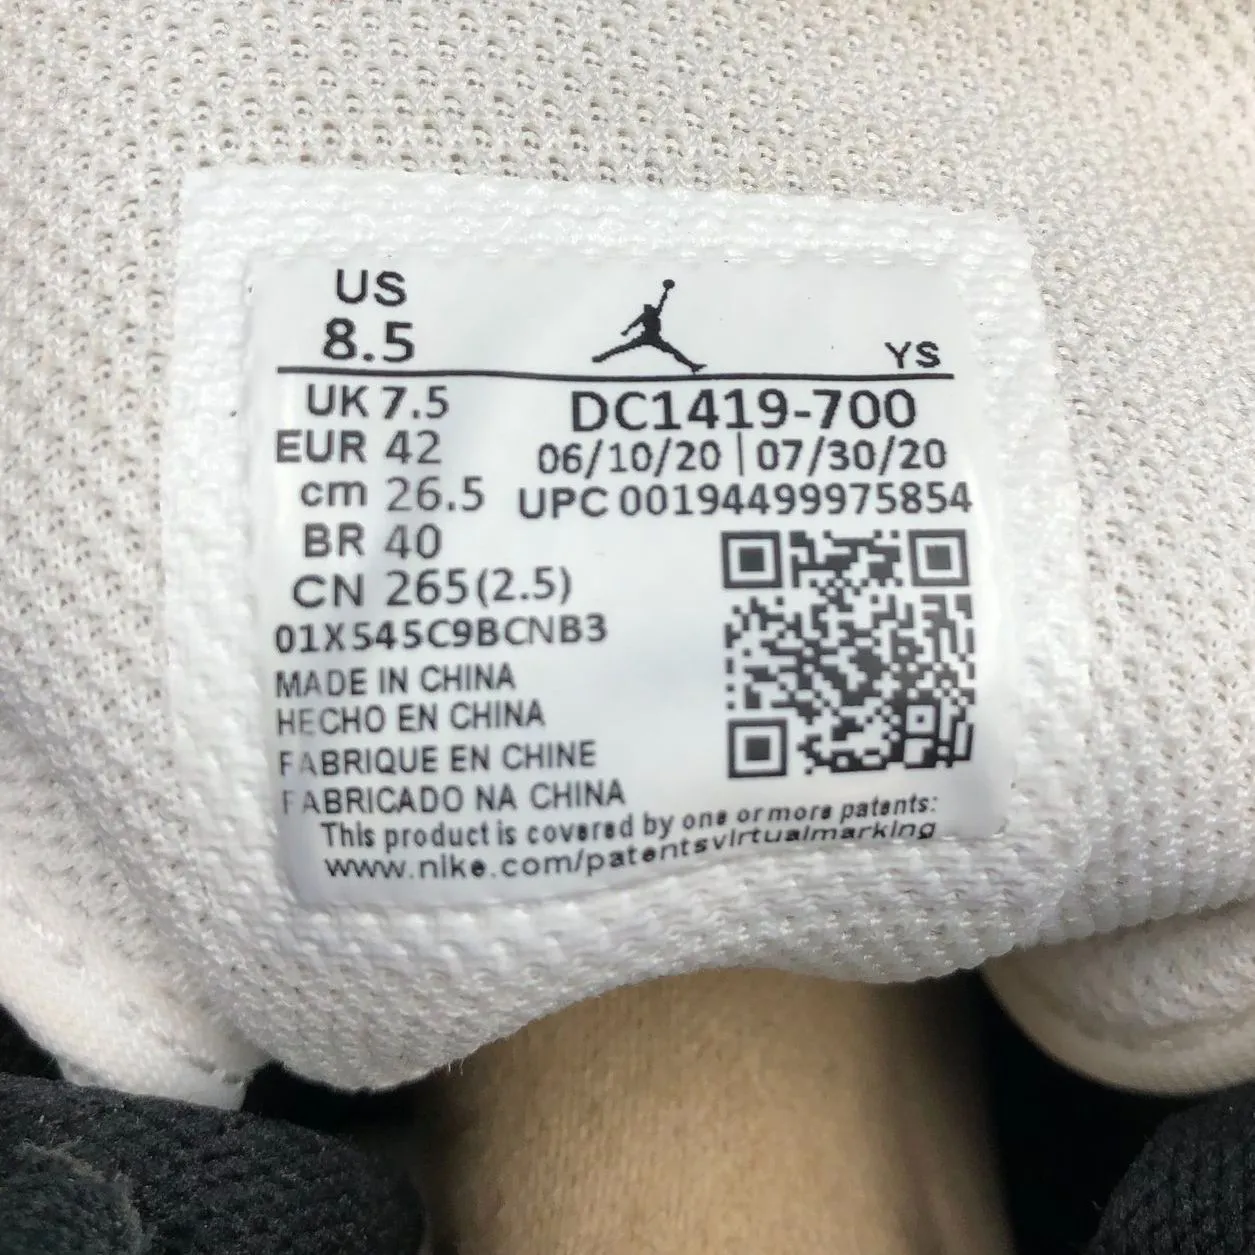 US
8.5
YS
UK 7.5
DC1419-700
EUR 42
06/10/20 | 07/30/20
cm 26.5
UPC 00194499975854
BR 40
CN 265(2.5)
01X545C9BCNB3
MADE IN CHINA
HECHO EN CHINA
FABRIQUE EN CHINE
FABRICADO NA CHINA
This product is covered by one or more patents:
www.nike.com/patentsvirtualmarking